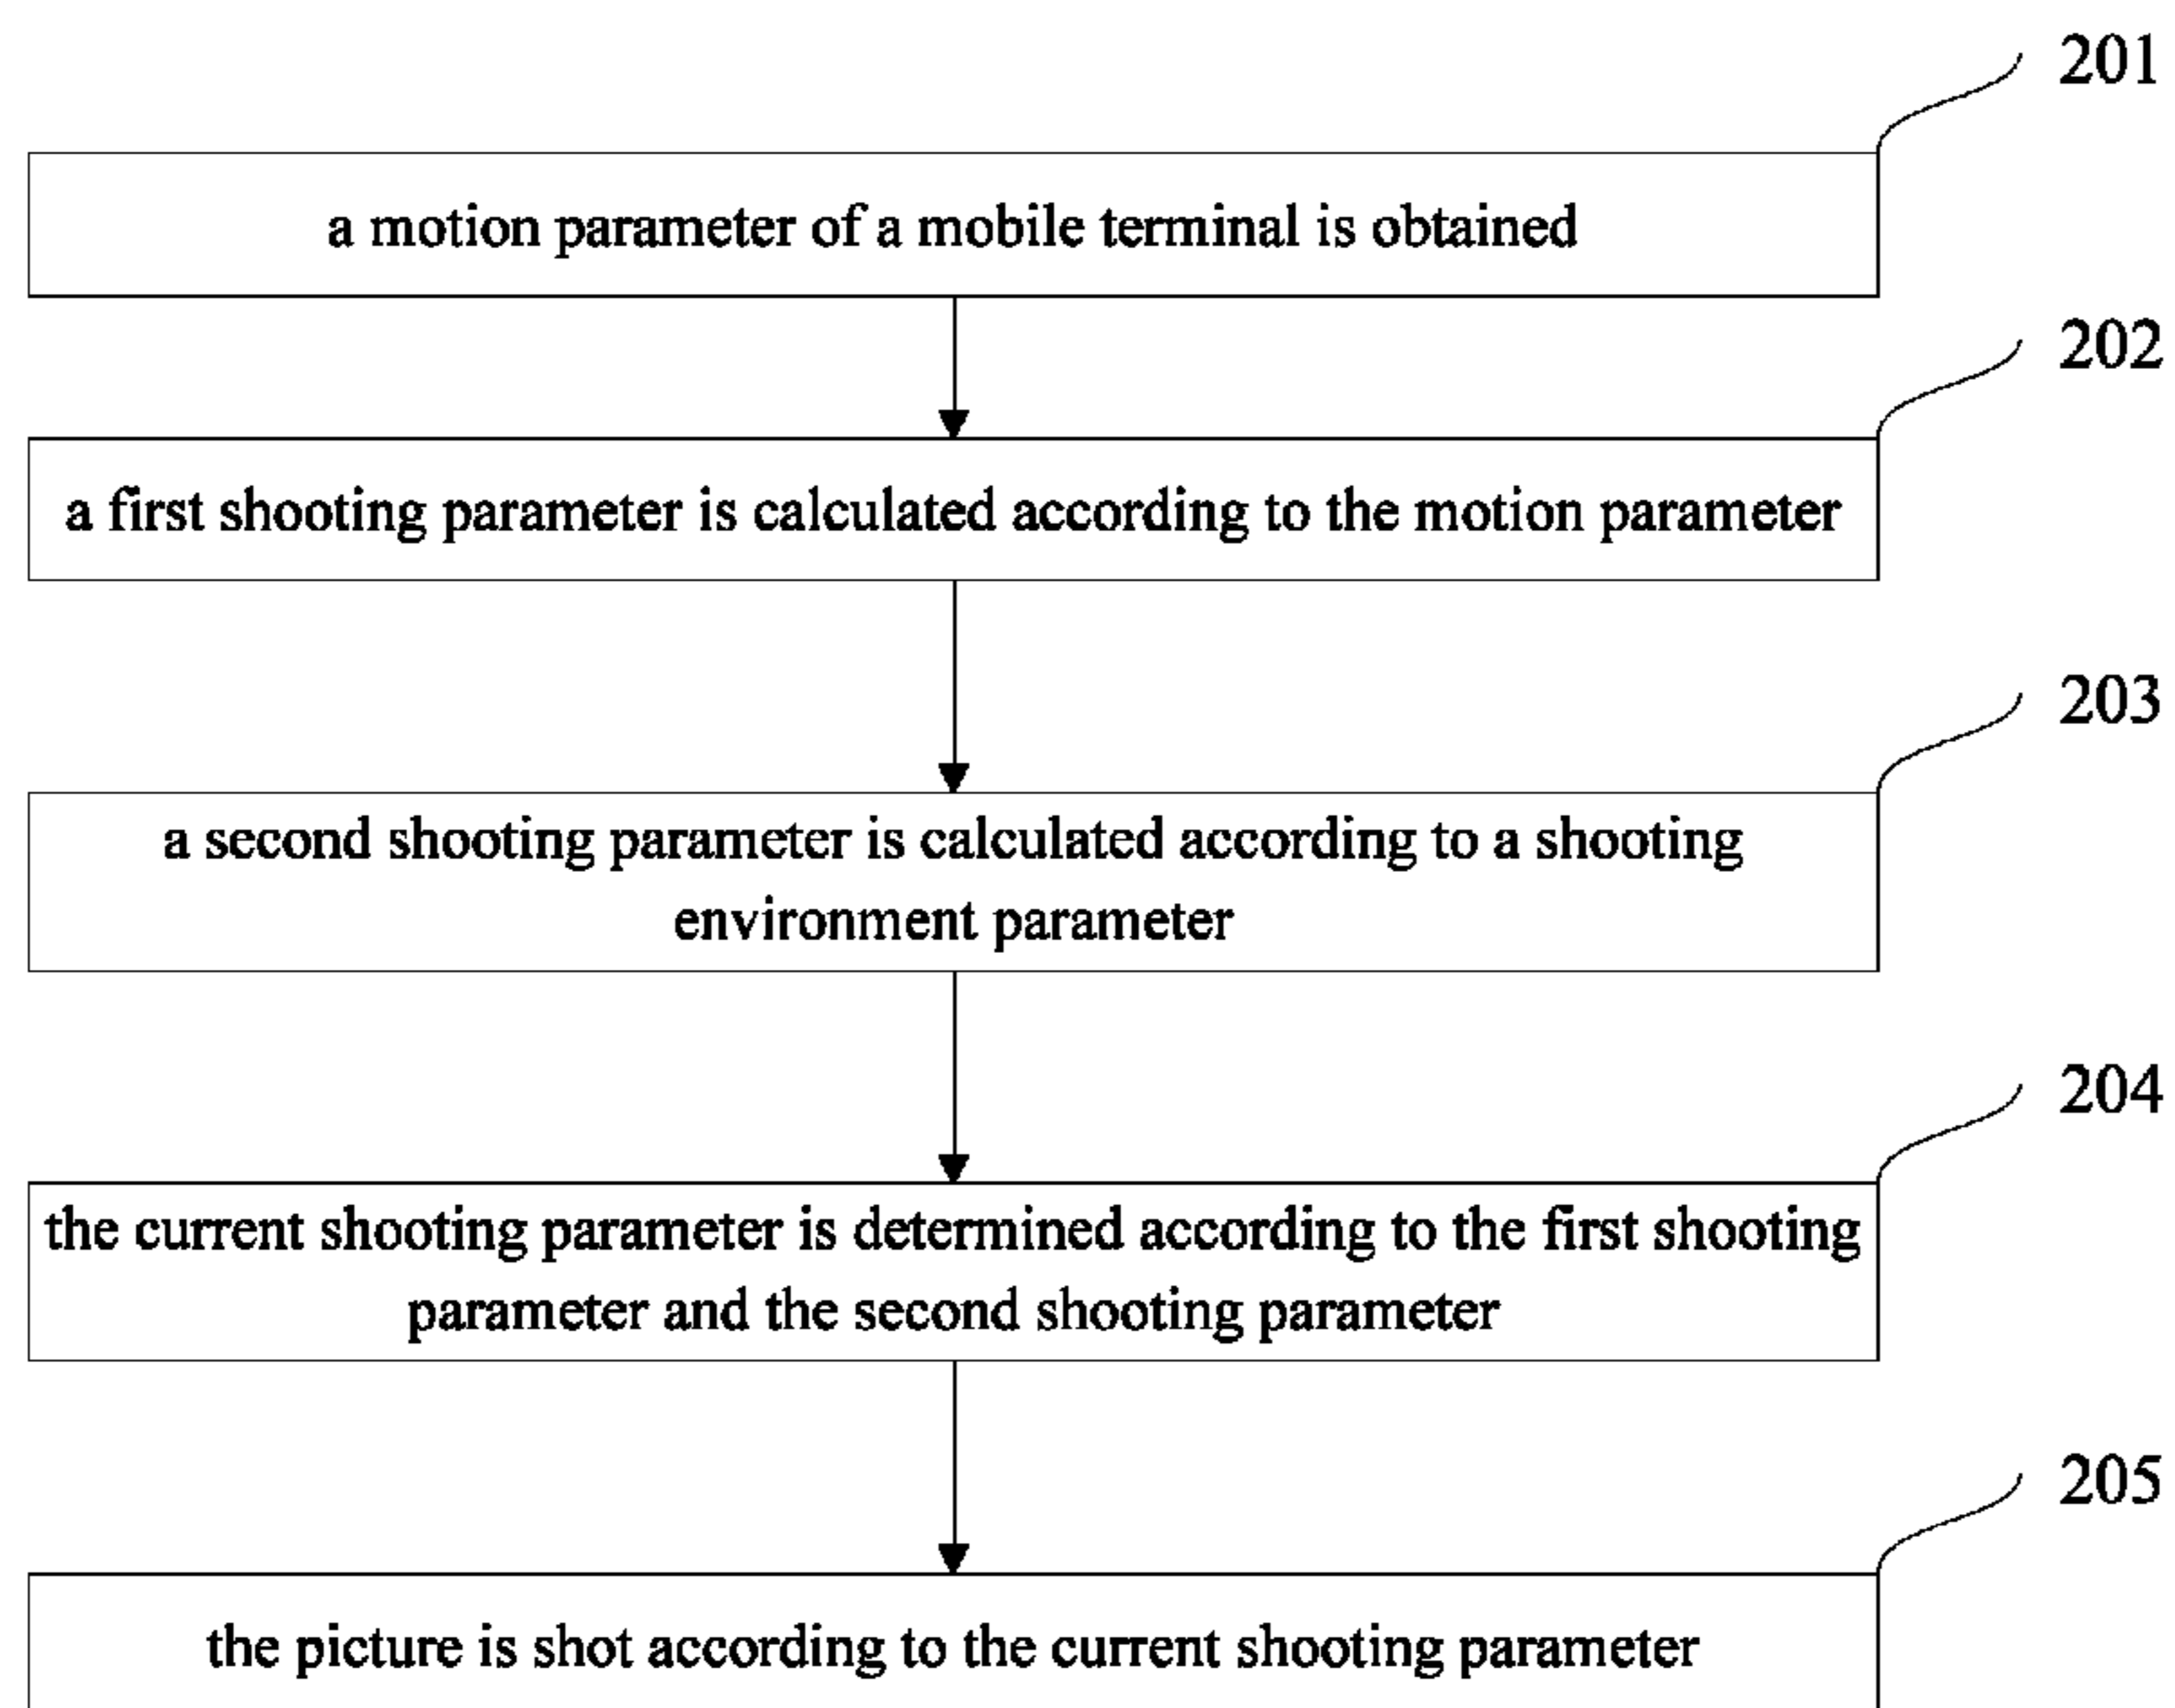 201
a motion parameter of a mobile terminal is obtained
202
a first shooting parameter is calculated according to the motion parameter
203
a second shooting parameter is calculated according to a shooting
environment parameter
204
the current shooting parameter is determined according to the first shooting
parameter and the second shooting parameter
205
the picture is shot according to the current shooting parameter